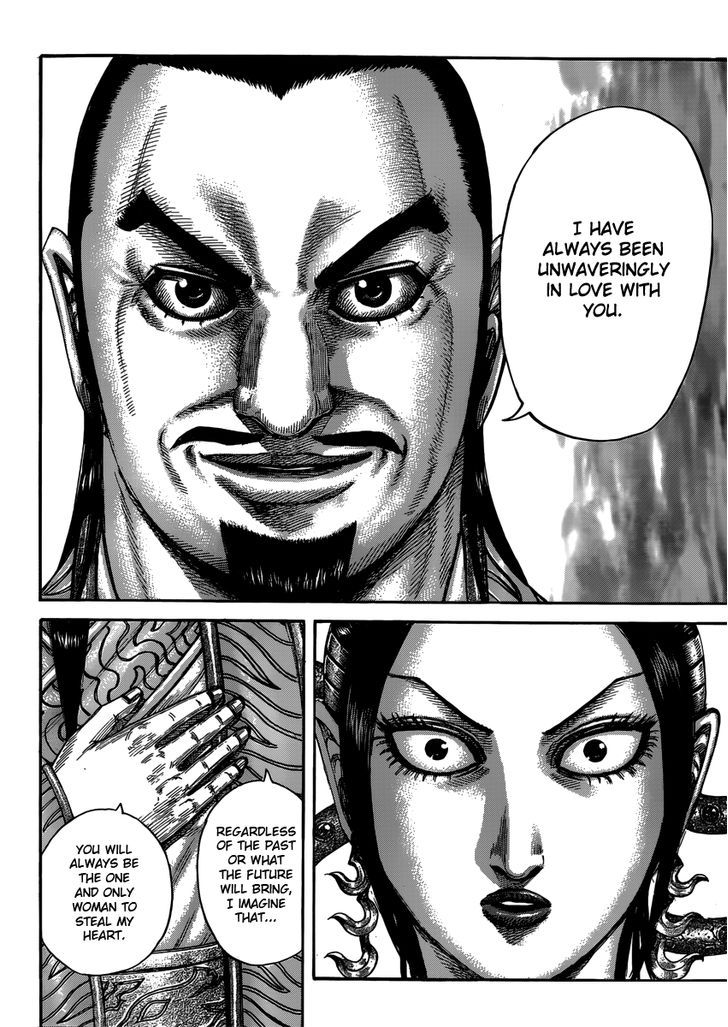 I HAVE
ALWAYS BEEN
UNWAVERINGLY
IN LOVE WITH
YOU.
REGARDLESS
OF THE PAST
OR WHAT
THE FUTURE
WILL BRING,
I IMAGINE
THAT...
YOU WILL
ALWAYS BE
THE ONE
AND ONLY
WOMAN TO
STEAL MY
HEART.